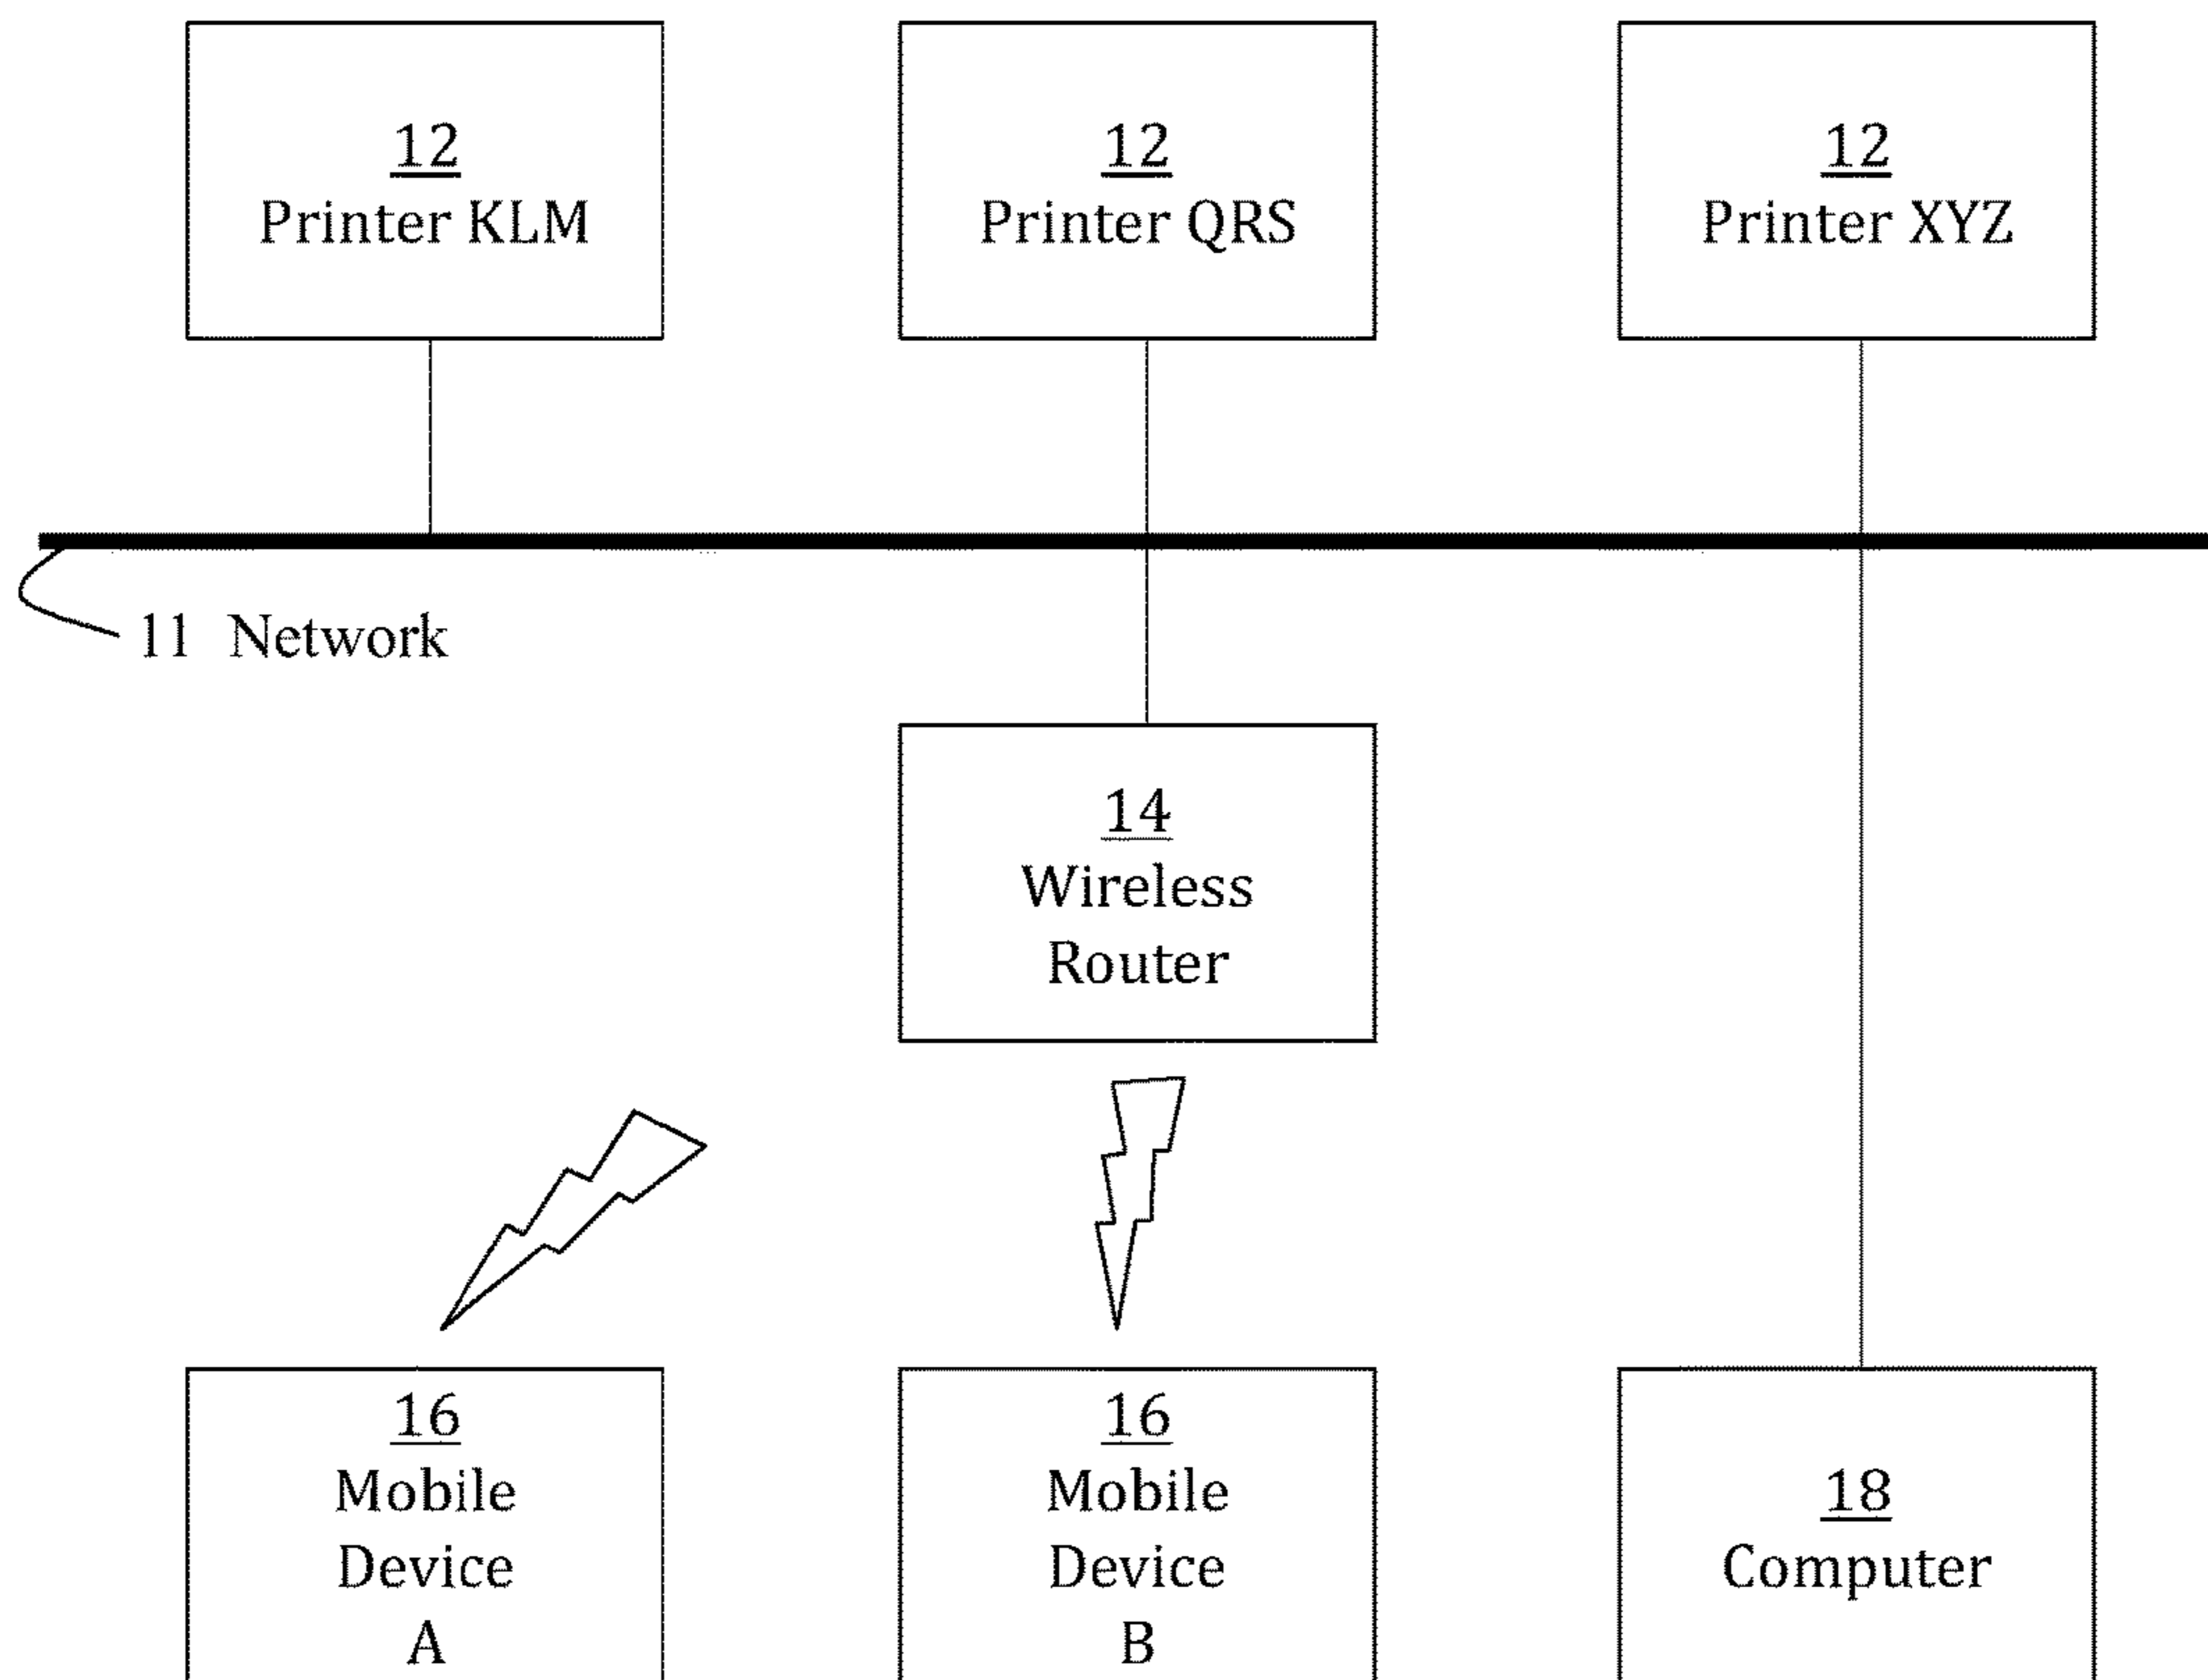 12
Printer KLM
12
Printer QRS
12
Printer XYZ
11 Network
14
Wireless
Router
16
Mobile
Device
A
16
Mobile
Device
B
18
Computer